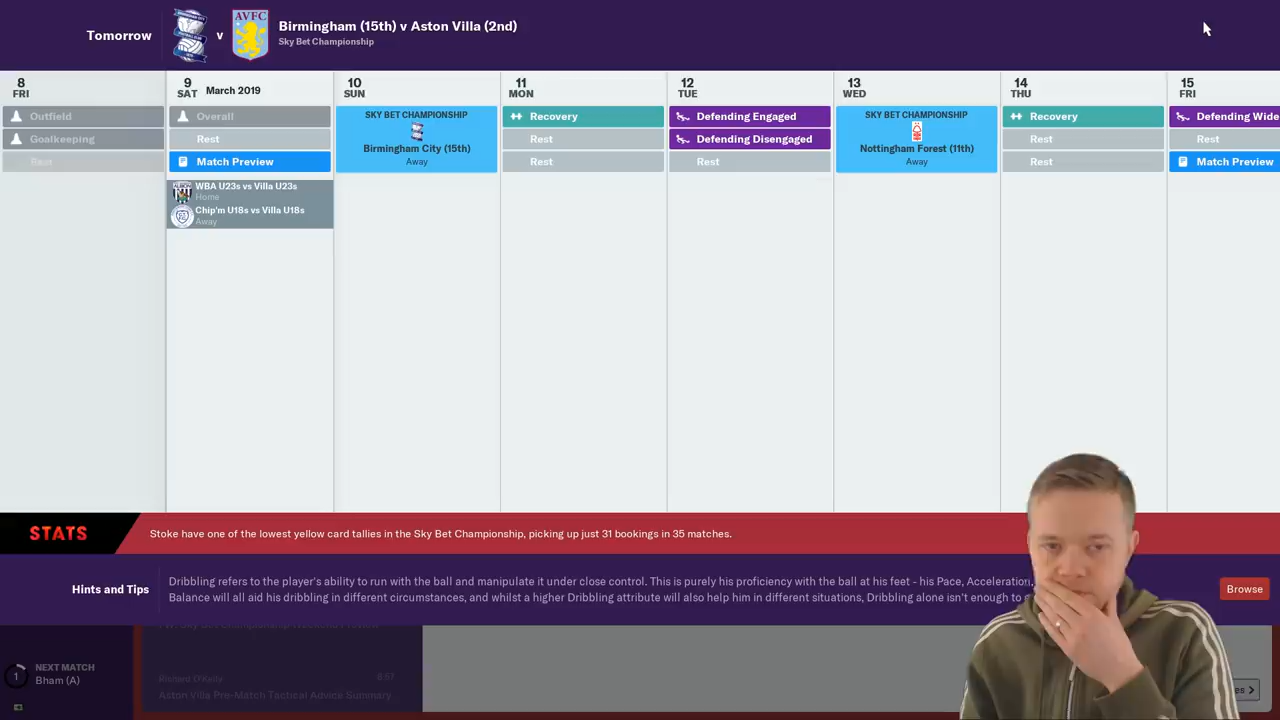 Tomorrow
v
AVFC
Birmingham (15th) v Aston Villa (2nd)
Sky Bet Championship
8
FRI
9
SAT
March 2019
10
SUN
11
MON
12
TUE
13
WED
14
THU
15
FRI
Outfield
Goalkeeping
Rest
Overall
Rest
Match Preview
WBA U23s vs Villa U23s
Home
Chip'm U18s vs Villa U18s
Away
SKY BET CHAMPIONSHIP
Birmingham City (15th)
Away
Recovery
Rest
Rest
Defending Engaged
Defending Disengaged
Rest
SKY BET CHAMPIONSHIP
Nottingham Forest (11th)
Away
Recovery
Rest
Rest
Defending Wide
Rest
Match Preview
STATS
Stoke have one of the lowest yellow card tallies in the Sky Bet Championship, picking up just 31 bookings in 35 matches.
Hints and Tips
Dribbling refers to the player's ability to run with the ball and manipulate it under close control. This is purely his proficiency with the ball at his feet - his Pace, Acceleration,
Balance will all aid his dribbling in different circumstances, and whilst a higher Dribbling attribute will also help him in different situations, Dribbling alone isn't enough to
Browse
1
NEXT MATCH
Bham (A)
Richard O'Kelly
8:57
Aston Villa Pre-Match Tactical Advice Summary